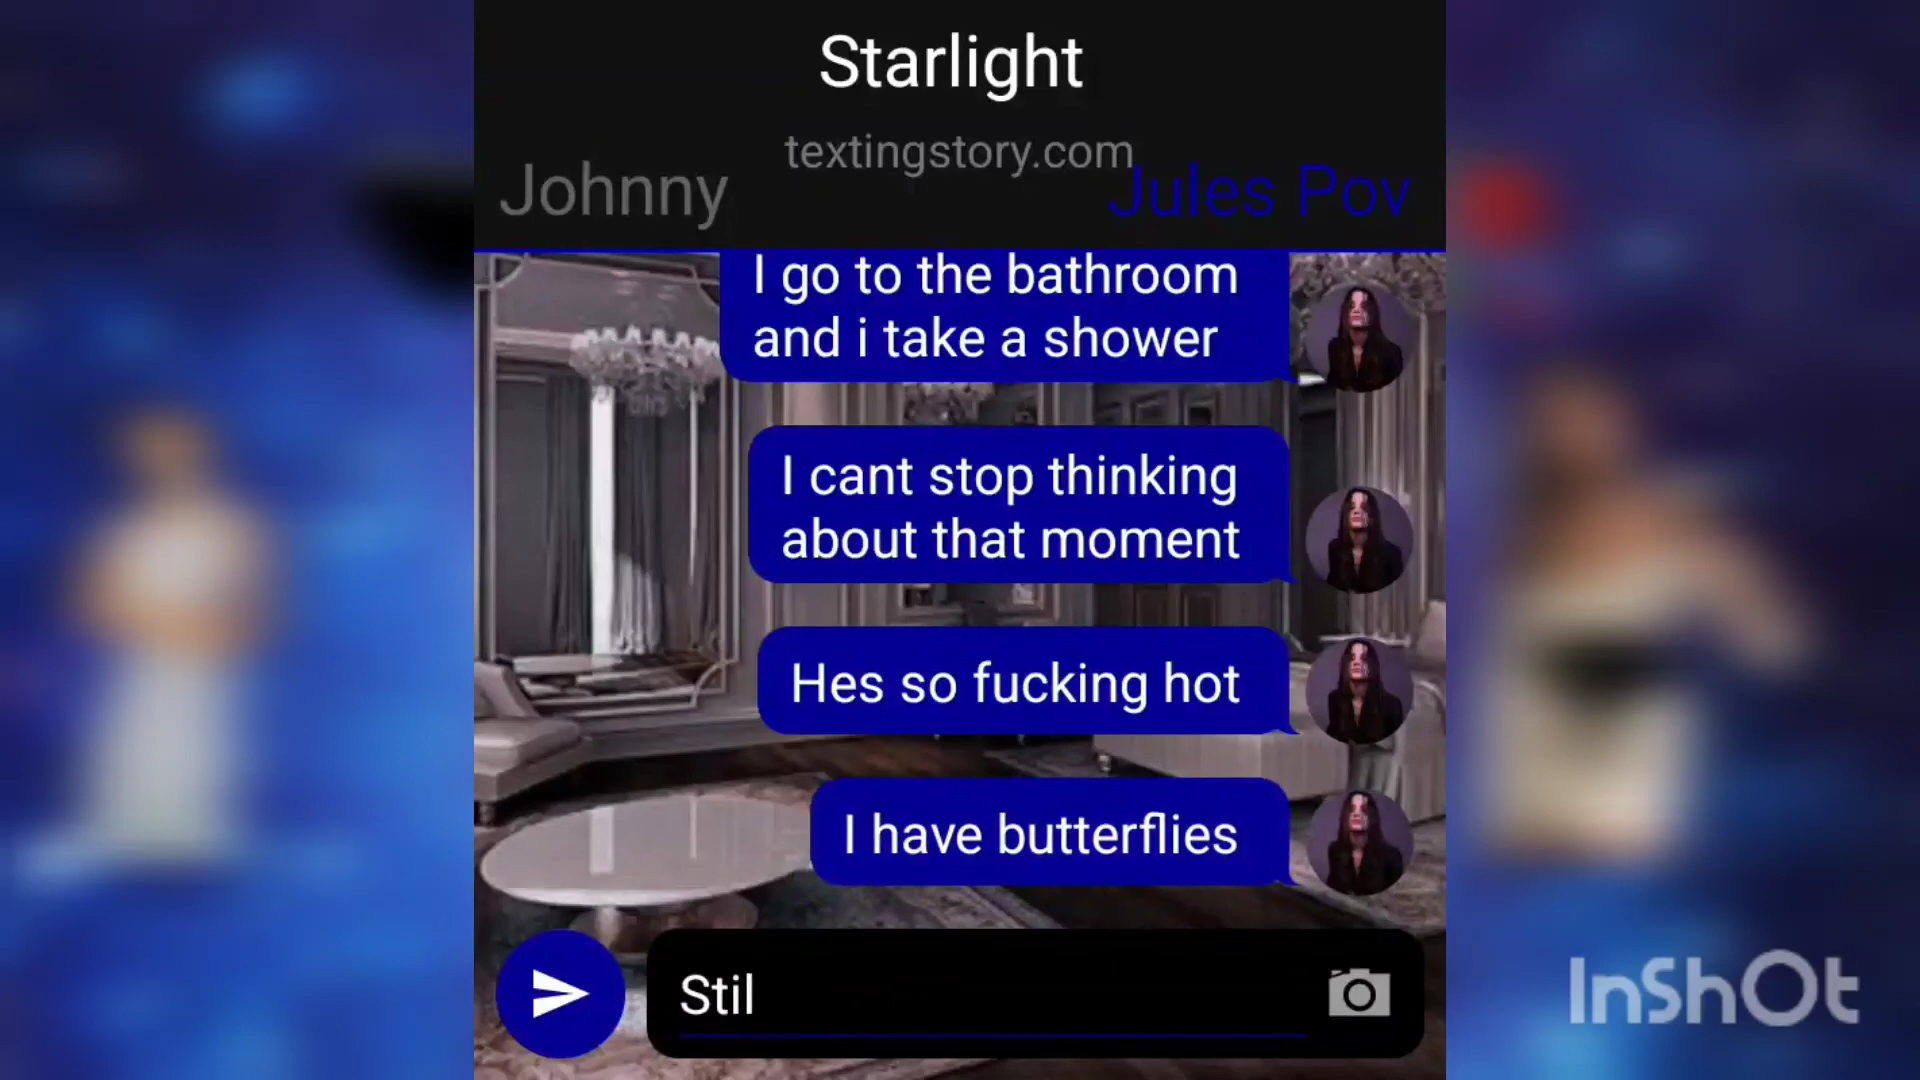 Starlight
textingstory.com
Johnny
Jules Pov
I go to the bathroom
and i take a shower
I cant stop thinking
about that moment
Hes so fucking hot
I have butterflies
Stil
InShOt